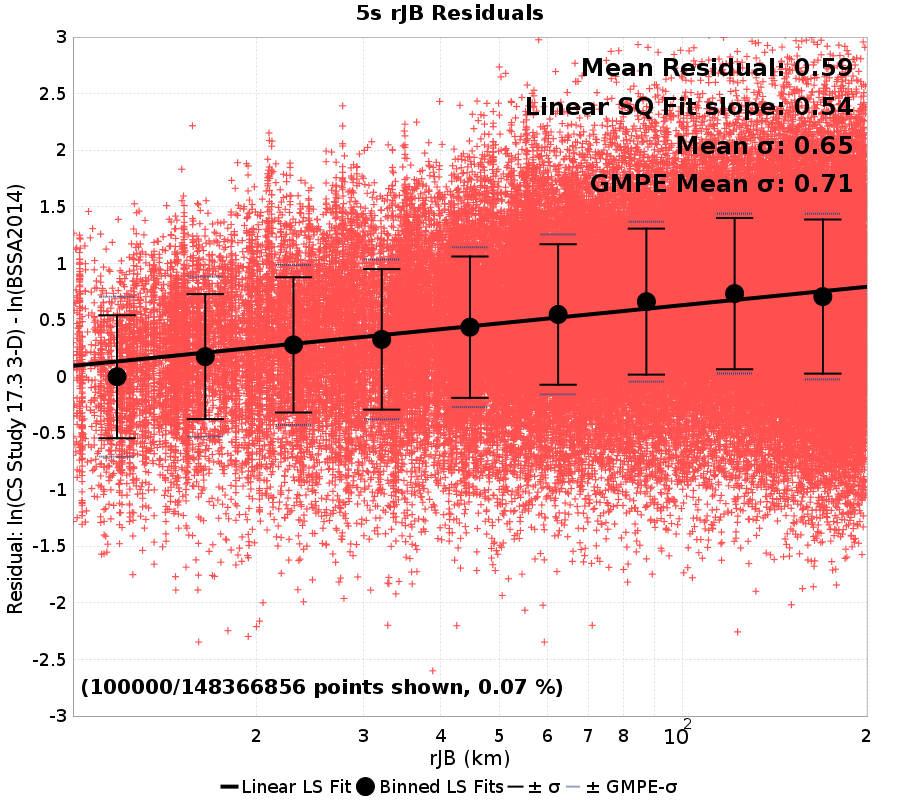 5s rJB Residuals
Mean Residual: 0.59
Linear SQ Fit slope: 0.54
Mean σ: 0.65
GMPE Mean σ: 0.71
Residual: ln(CS Study 17.3 3-D) - ln(BSSA2014)
3
2.5
2
1.5
1
0.5
0
-0.5
-1
-1.5
-2
-2.5
-3
(100000/148366856 points shown, 0.07 %)
2 3 4 5 6 7 8 10² 2
rJB (km)
Linear LS Fit Binned LS Fits ± σ ± GMPE-σ